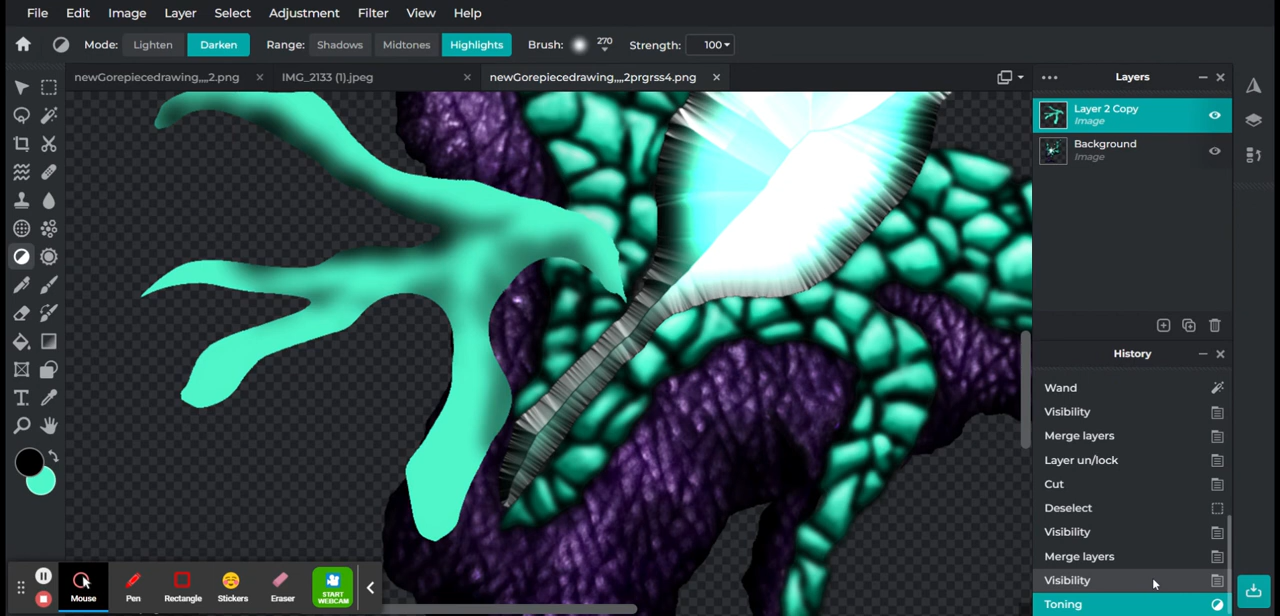 File Edit Image Layer Select Adjustment Filter View Help
Mode: Lighten Darken Range: Shadows Midtones Highlights Brush: 270 Strength: 100
newGorepiecedrawing,,,,2.png IMG_2133 (1).jpeg newGorepiecedrawing,,,,2prgrss4.png
Layers
Layer 2 Copy
Image
Background
Image
History
Wand
Visibility
Merge layers
Layer un/lock
Cut
Deselect
Visibility
Merge layers
Visibility
Toning
Mouse Pen Rectangle Stickers Eraser START
WEBCAM